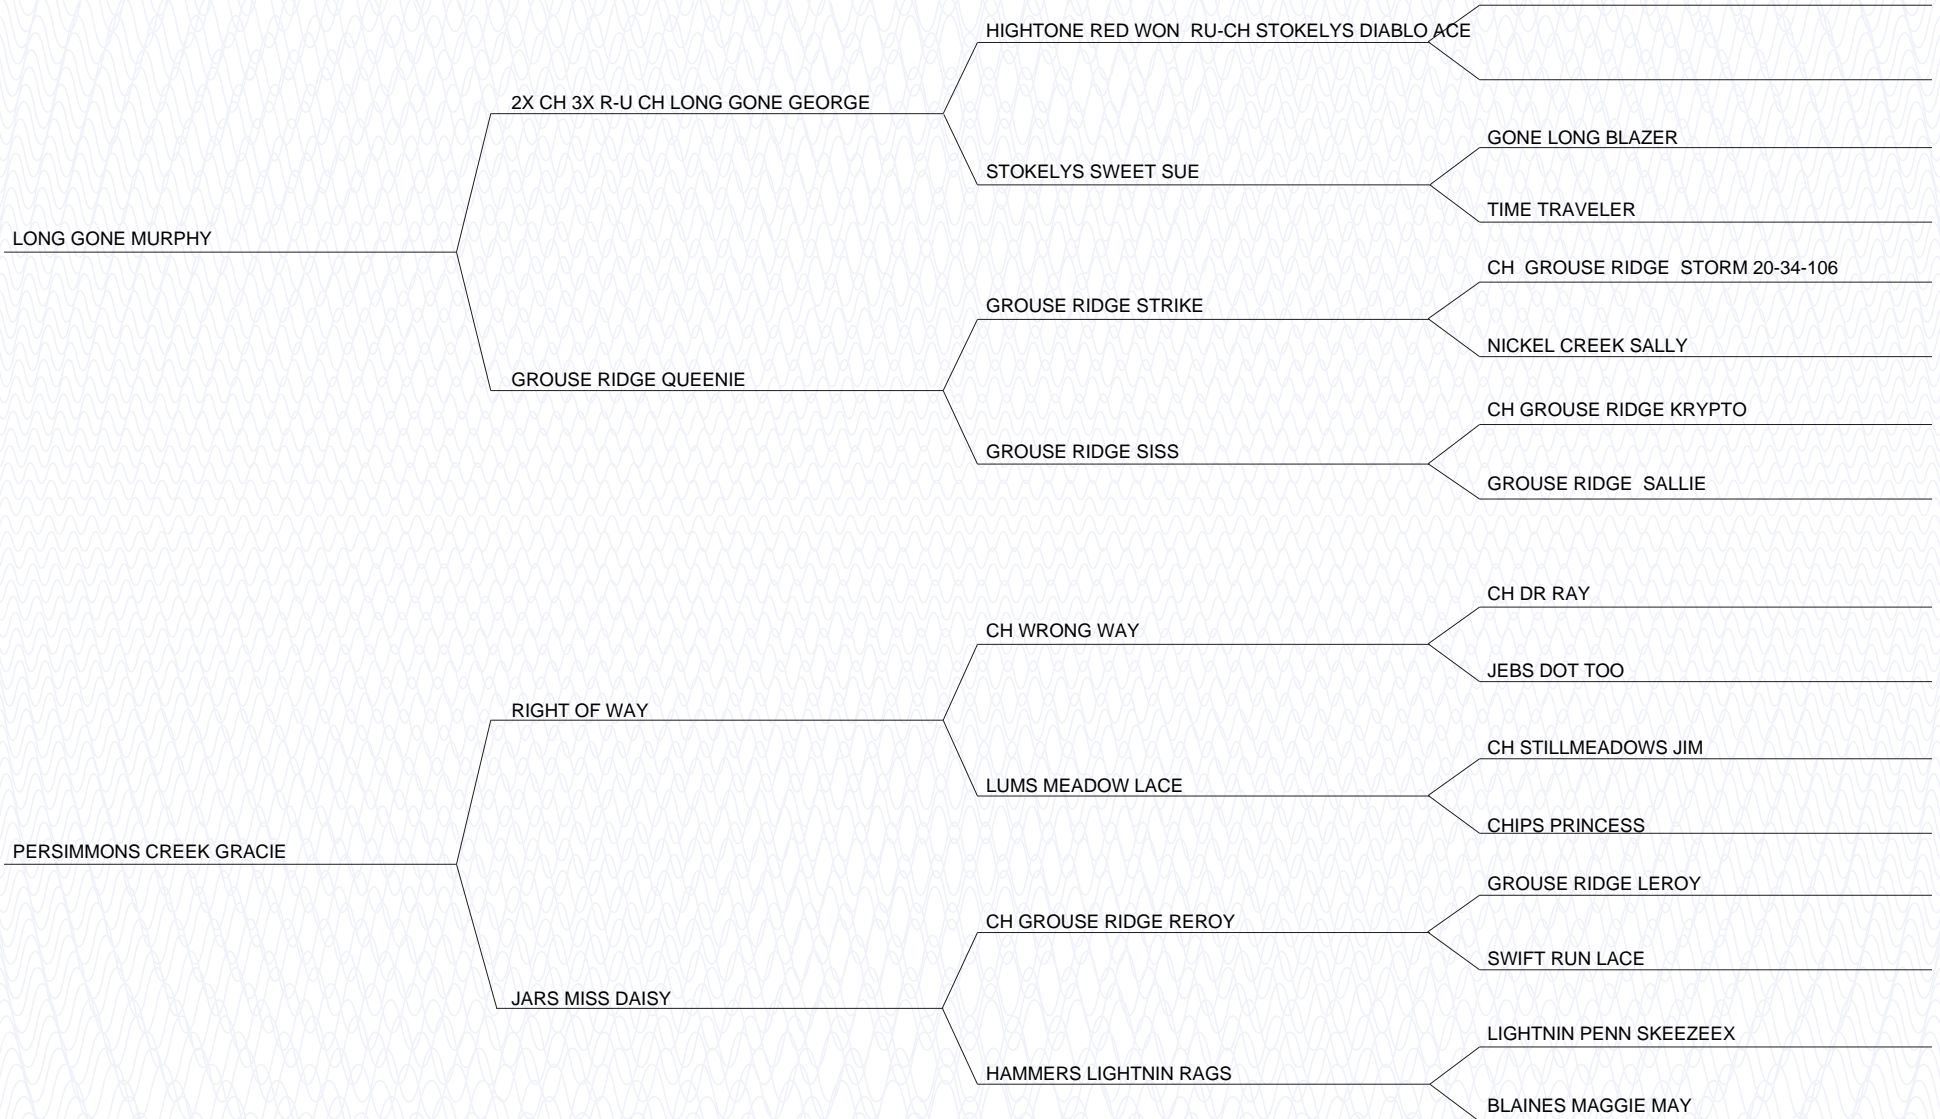 HIGHTONE RED WON  RU-CH STOKELYS DIABLO ACE
2X CH 3X R-U CH LONG GONE GEORGE
GONE LONG BLAZER
STOKELYS SWEET SUE
TIME TRAVELER
LONG GONE MURPHY
CH  GROUSE RIDGE  STORM 20-34-106
GROUSE RIDGE STRIKE
NICKEL CREEK SALLY
GROUSE RIDGE QUEENIE
CH GROUSE RIDGE KRYPTO
GROUSE RIDGE SISS
GROUSE RIDGE  SALLIE
CH DR RAY
CH WRONG WAY
JEBS DOT TOO
RIGHT OF WAY
CH STILLMEADOWS JIM
LUMS MEADOW LACE
CHIPS PRINCESS
PERSIMMONS CREEK GRACIE
GROUSE RIDGE LEROY
CH GROUSE RIDGE REROY
SWIFT RUN LACE
JARS MISS DAISY
LIGHTNIN PENN SKEEZEEX
HAMMERS LIGHTNIN RAGS
BLAINES MAGGIE MAY